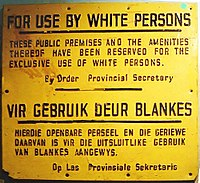 FOR USE BY WHITE PERSONS
THESE PUBLIC PREMISES AND THE AMENITIES
THEREOF HAVE BEEN RESERVED FOR THE
EXCLUSIVE USE OF WHITE PERSONS.
By Order Provincial Secretary
VIR GEBRUIK DEUR BLANKES
HIERDIE OPENBARE PERSEEL EN DIE GERIEWE
DAARVAN IS VIR DIE UITSLUITLIKE GEBRUIK
VAN BLANKES AANGEWYS.
Op Las Provinsiale Sekretaris